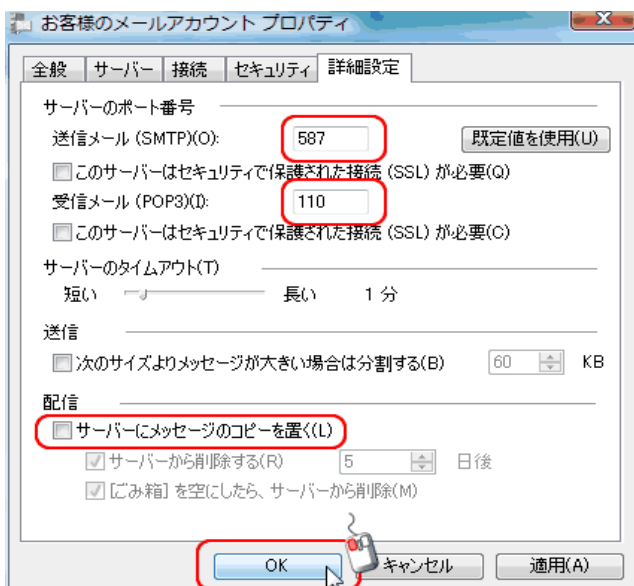 お客様のメールアカウント プロパティ
全般 サーバー 接続 セキュリティ 詳細設定
サーバーのポート番号
送信メール (SMTP)(O): 587 既定値を使用(U)
このサーバーはセキュリティで保護された接続 (SSL) が必要(Q)
受信メール (POP3)(I): 110
このサーバーはセキュリティで保護された接続 (SSL) が必要(C)
サーバーのタイムアウト(T)
短い 長い 1 分
送信
次のサイズよりメッセージが大きい場合は分割する(B) 60 KB
配信
サーバーにメッセージのコピーを置く(L)
サーバーから削除する(R) 5 日後
[ごみ箱] を空にしたら、サーバーから削除(M)
OK キャンセル 適用(A)